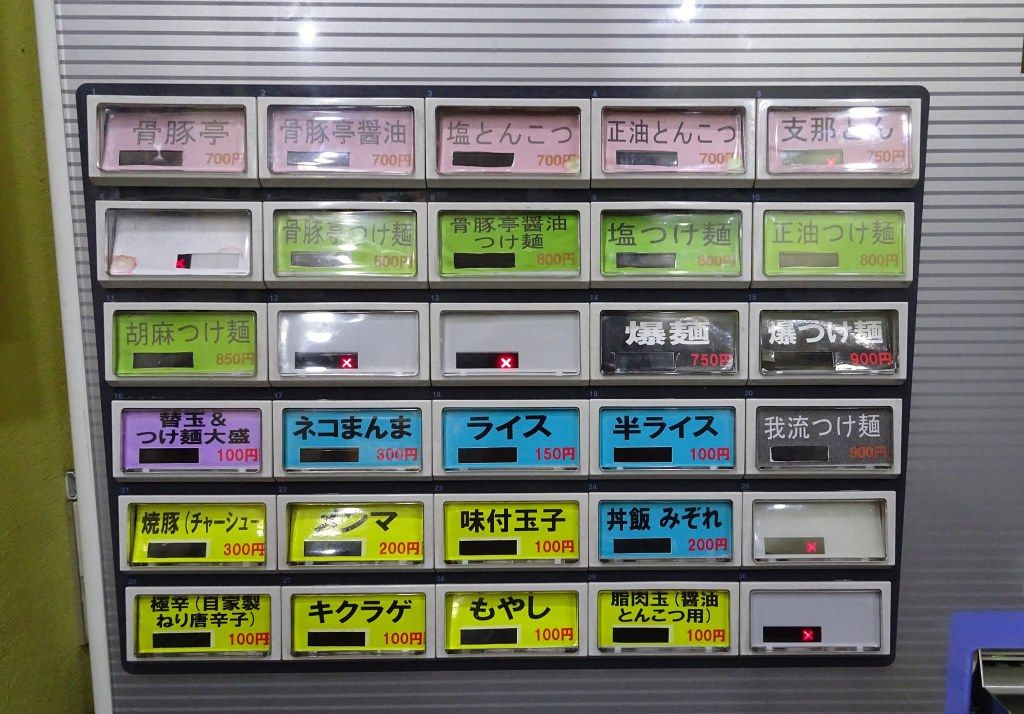 骨豚亭
700円
骨豚亭醤油
700円
塩とんこつ
700円
正油とんこつ
700円
支那とん
750円
骨豚亭つけ麺
800円
骨豚亭醤油
つけ麺
800円
塩つけ麺
800円
正油つけ麺
800円
胡麻つけ麺
850円
爆麺
750円
爆つけ麺
900円
替玉&
つけ麺大盛
100円
ネコまんま
300円
ライス
150円
半ライス
100円
我流つけ麺
900円
焼豚(チャーシュー
300円
メンマ
200円
味付玉子
100円
丼飯 みぞれ
200円
極辛(自家製
ねり唐辛子)
100円
キクラゲ
100円
もやし
100円
脂肉玉(醤油
とんこつ用)
100円